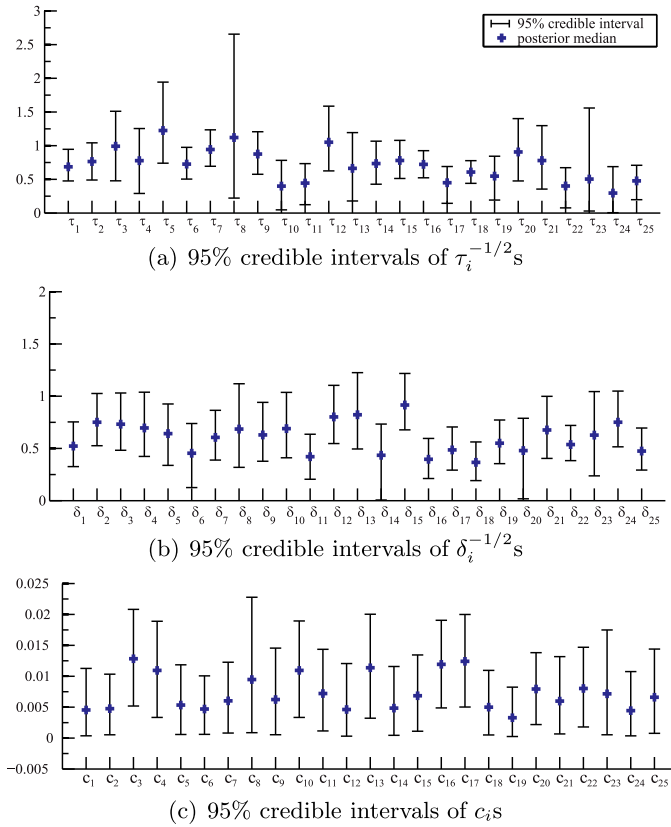 3
95% credible interval
2.5
posterior median
2
1.5
1
0.5
0
τ1 τ2 τ3 τ4 τ5 τ6 τ7 τ8 τ9 τ10 τ11 τ12 τ13 τ14 τ15 τ16 τ17 τ18 τ19 τ20 τ21 τ22 τ23 τ24 τ25
(a) 95% credible intervals of τi^−1/2s
2
1.5
1
0.5
0
δ1 δ2 δ3 δ4 δ5 δ6 δ7 δ8 δ9 δ10 δ11 δ12 δ13 δ14 δ15 δ16 δ17 δ18 δ19 δ20 δ21 δ22 δ23 δ24 δ25
(b) 95% credible intervals of δi^−1/2s
0.025
0.02
0.015
0.01
0.005
0
−0.005
c1 c2 c3 c4 c5 c6 c7 c8 c9 c10 c11 c12 c13 c14 c15 c16 c17 c18 c19 c20 c21 c22 c23 c24 c25
(c) 95% credible intervals of cis